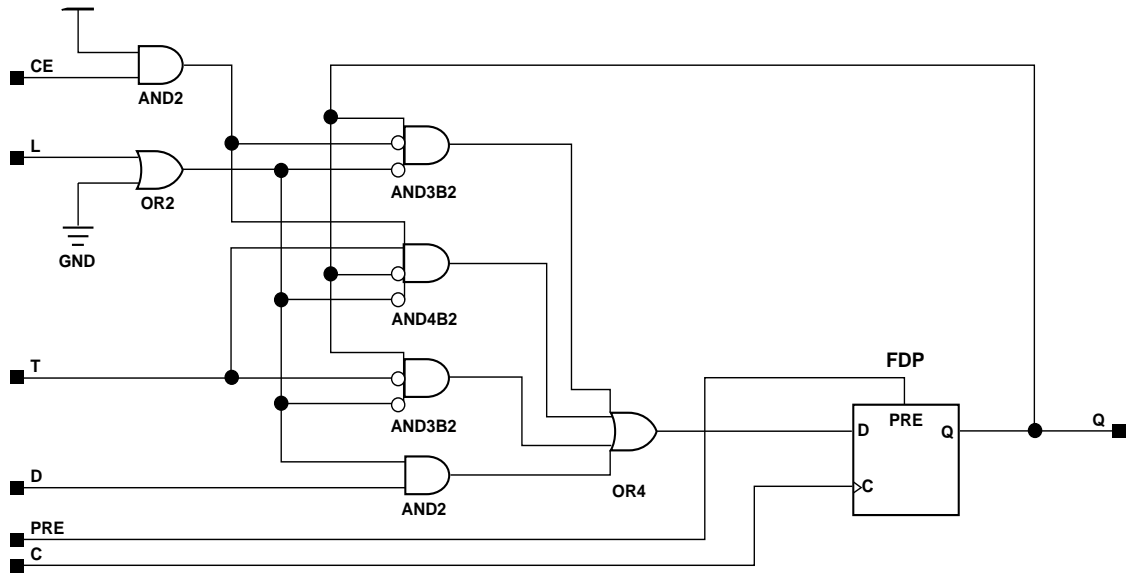 CE
AND2
L
OR2
GND
AND3B2
AND4B2
T
AND3B2
FDP
PRE
D
Q
C
Q
D
AND2
OR4
PRE
C